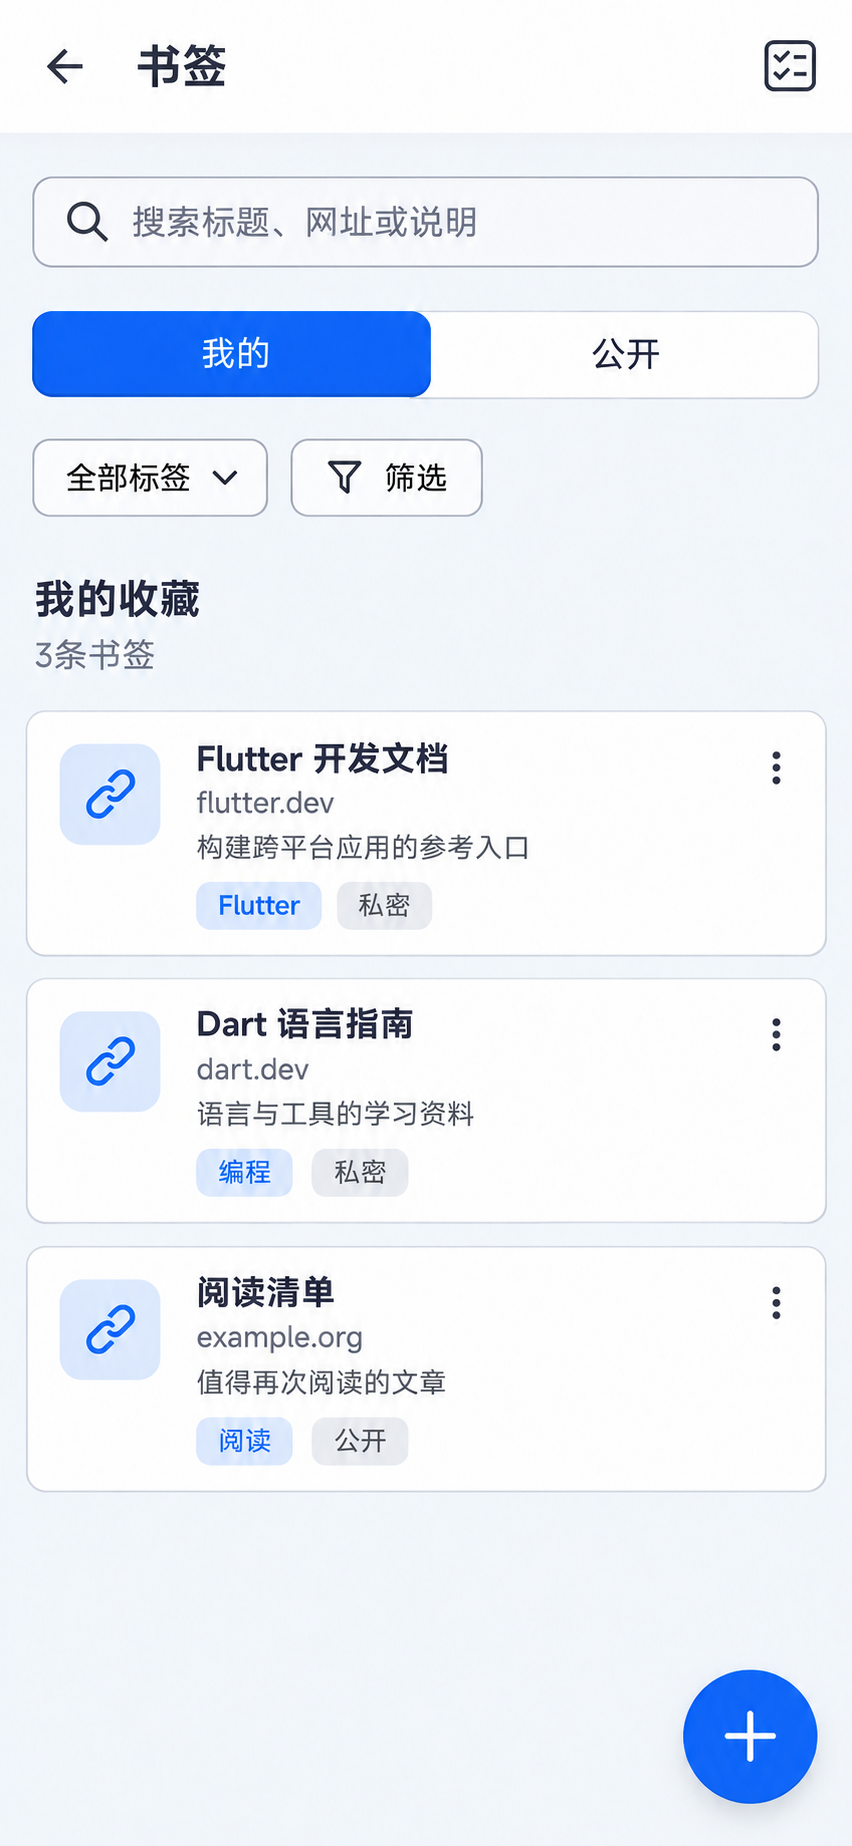 书签
搜索标题、网址或说明
我的
公开
全部标签
筛选
我的收藏
3条书签
Flutter 开发文档
flutter.dev
构建跨平台应用的参考入口
Flutter
私密
Dart 语言指南
dart.dev
语言与工具的学习资料
编程
私密
阅读清单
example.org
值得再次阅读的文章
阅读
公开